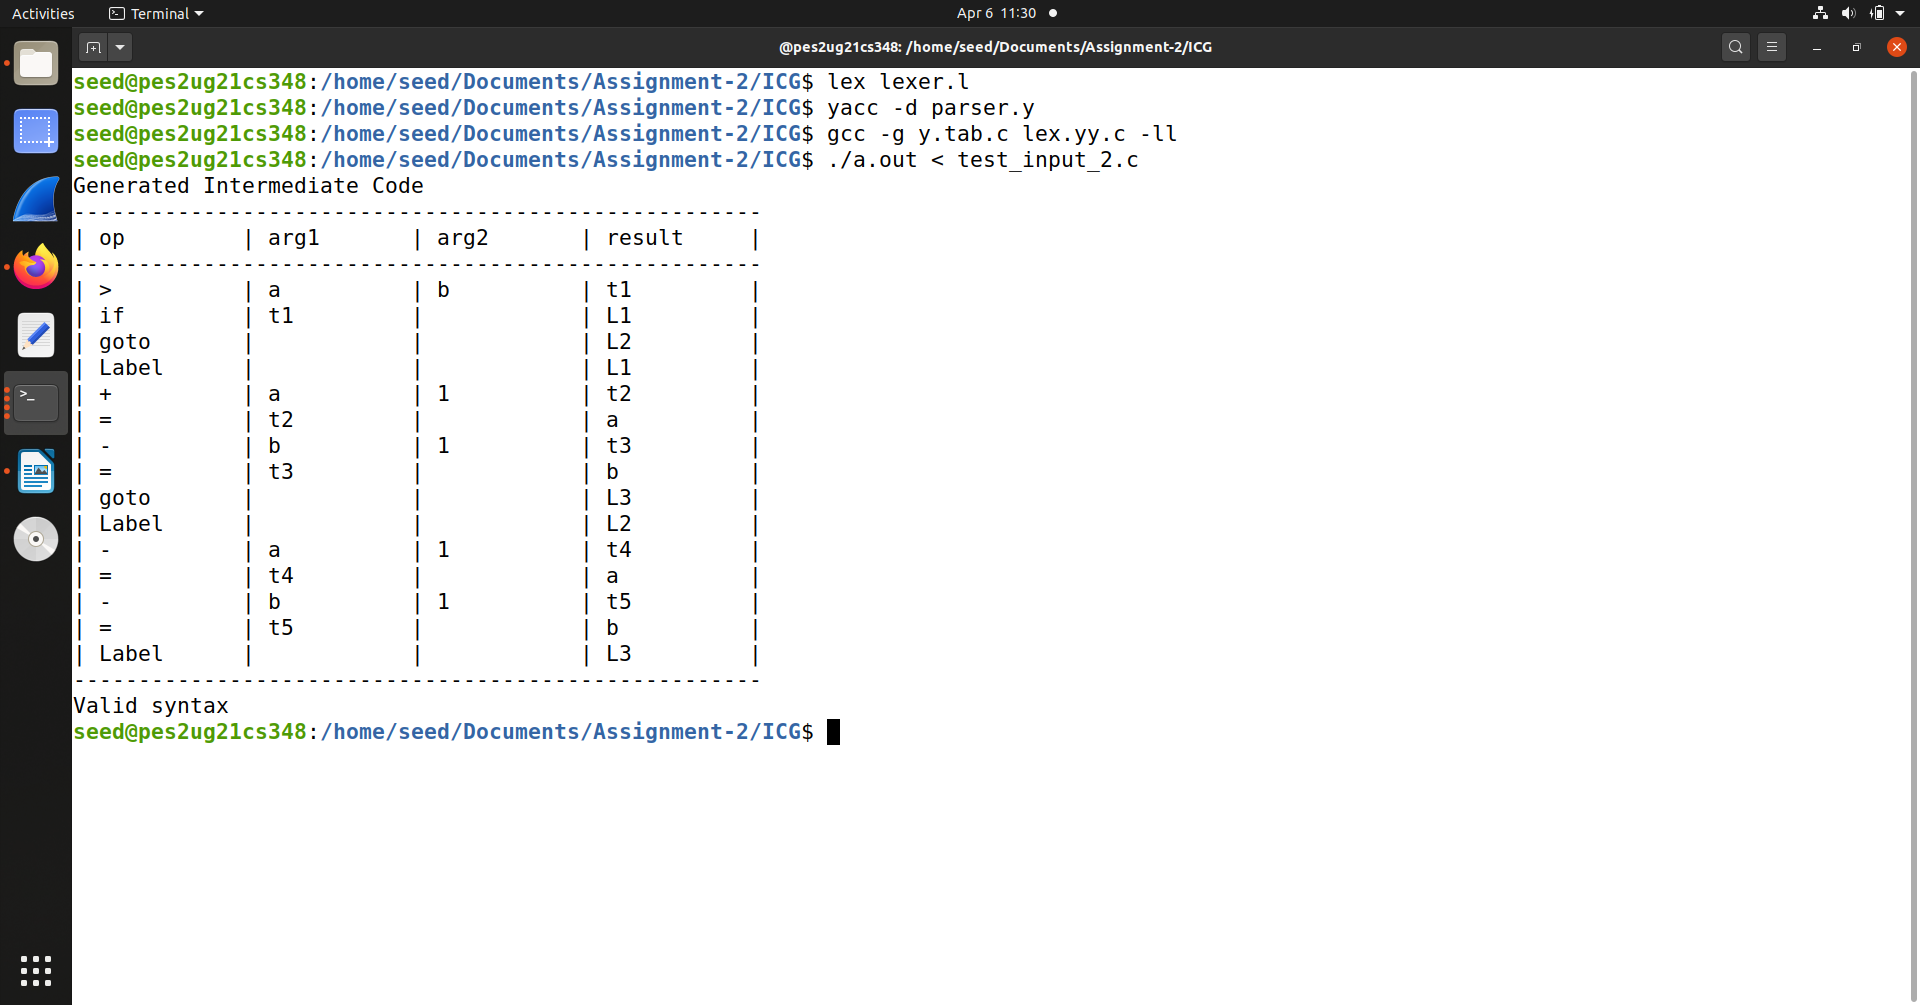 Activities Terminal Apr 6 11:30
@pes2ug21cs348: /home/seed/Documents/Assignment-2/ICG
seed@pes2ug21cs348:/home/seed/Documents/Assignment-2/ICG$ lex lexer.l
seed@pes2ug21cs348:/home/seed/Documents/Assignment-2/ICG$ yacc -d parser.y
seed@pes2ug21cs348:/home/seed/Documents/Assignment-2/ICG$ gcc -g y.tab.c lex.yy.c -ll
seed@pes2ug21cs348:/home/seed/Documents/Assignment-2/ICG$ ./a.out < test_input_2.c
Generated Intermediate Code
-----------------------------------------------------
| op         | arg1       | arg2       | result     |
-----------------------------------------------------
| >          | a          | b          | t1         |
| if         | t1         |            | L1         |
| goto       |            |            | L2         |
| Label      |            |            | L1         |
| +          | a          | 1          | t2         |
| =          | t2         |            | a          |
| -          | b          | 1          | t3         |
| =          | t3         |            | b          |
| goto       |            |            | L3         |
| Label      |            |            | L2         |
| -          | a          | 1          | t4         |
| =          | t4         |            | a          |
| -          | b          | 1          | t5         |
| =          | t5         |            | b          |
| Label      |            |            | L3         |
-----------------------------------------------------
Valid syntax
seed@pes2ug21cs348:/home/seed/Documents/Assignment-2/ICG$